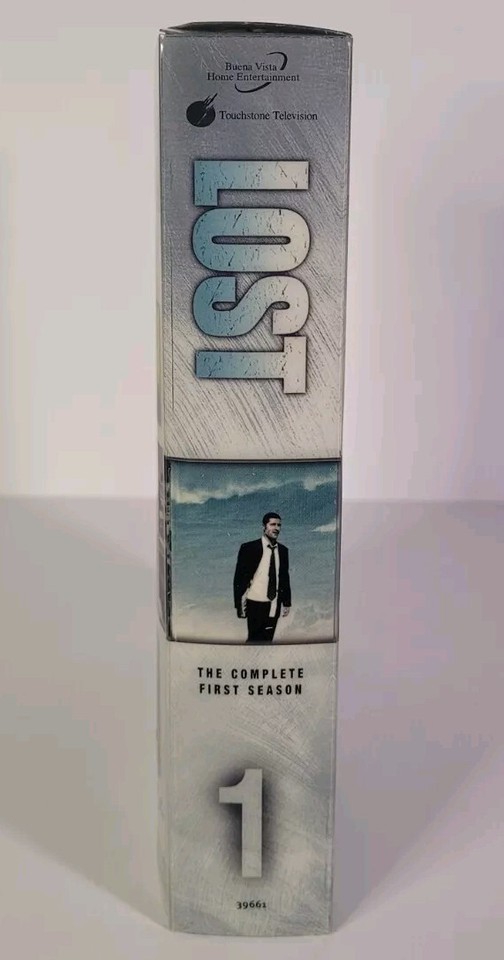 Buena Vista
Home Entertainment
Touchstone Television
LOST
THE COMPLETE
FIRST SEASON
1
39661